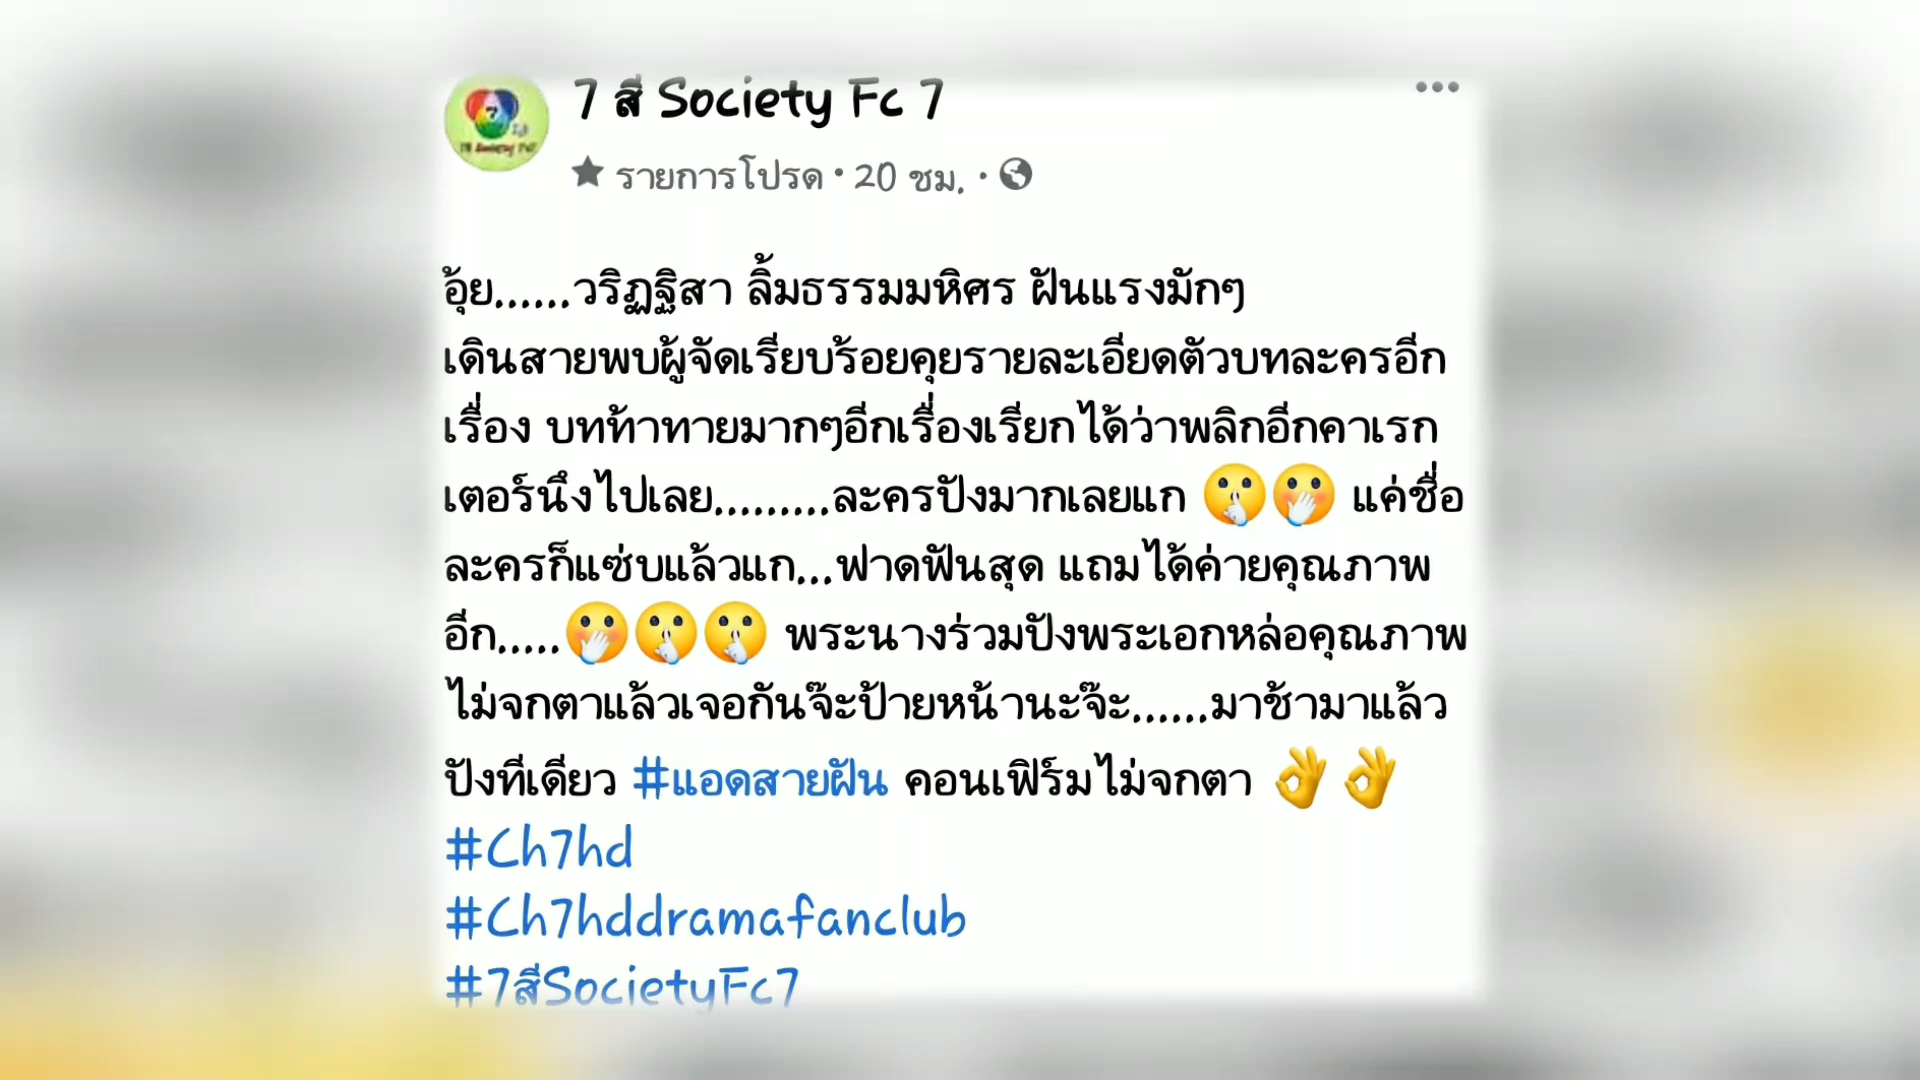 7 สี Society Fc 7
รายการโปรด • 20 ชม. •
อุ้ย......วริฏฐิสา ลิ้มธรรมมหิศร ฝันแรงมักๆ
เดินสายพบผู้จัดเรียบร้อยคุยรายละเอียดตัวบทละครอีก
เรื่อง บทท้าทายมากๆอีกเรื่องเรียกได้ว่าพลิกอีกคาเรก
เตอร์นึงไปเลย.........ละครปังมากเลยแก 🤫🫢 แค่ชื่อ
ละครก็แซ่บแล้วแก...ฟาดฟันสุด แถมได้ค่ายคุณภาพ
อีก.....🫢🤫🤫 พระนางร่วมปังพระเอกหล่อคุณภาพ
ไม่จกตาแล้วเจอกันจ๊ะป้ายหน้านะจ๊ะ......มาช้ามาแล้ว
ปังทีเดียว #แอดสายฝัน คอนเฟิร์มไม่จกตา 👌👌
#Ch7hd
#Ch7hddramafanclub
#7สีSocietyFc7